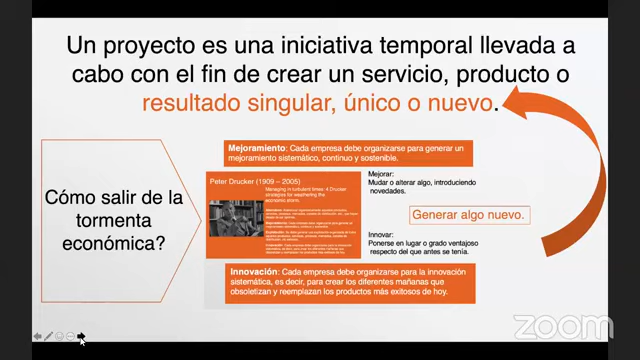 Un proyecto es una iniciativa temporal llevada a
cabo con el fin de crear un servicio, producto o
resultado singular, único o nuevo.
Cómo salir de la
tormenta
económica?
Mejoramiento: Cada empresa debe organizarse para generar un
mejoramiento sistemático, continuo y sostenible.
Peter Drucker (1909 – 2005)
Managing in turbulent times: 4 Drucker
strategies for weathering the
economic storm.
Mejorar:
Mudar o alterar algo, introduciendo
novedades.
Generar algo nuevo.
Innovar:
Ponerse en lugar o grado ventajoso
respecto del que antes se tenía.
Innovación: Cada empresa debe organizarse para la innovación
sistemática, es decir, para crear los diferentes mañanas que
obsoletizan y reemplazan los productos más exitosos de hoy.
zoom